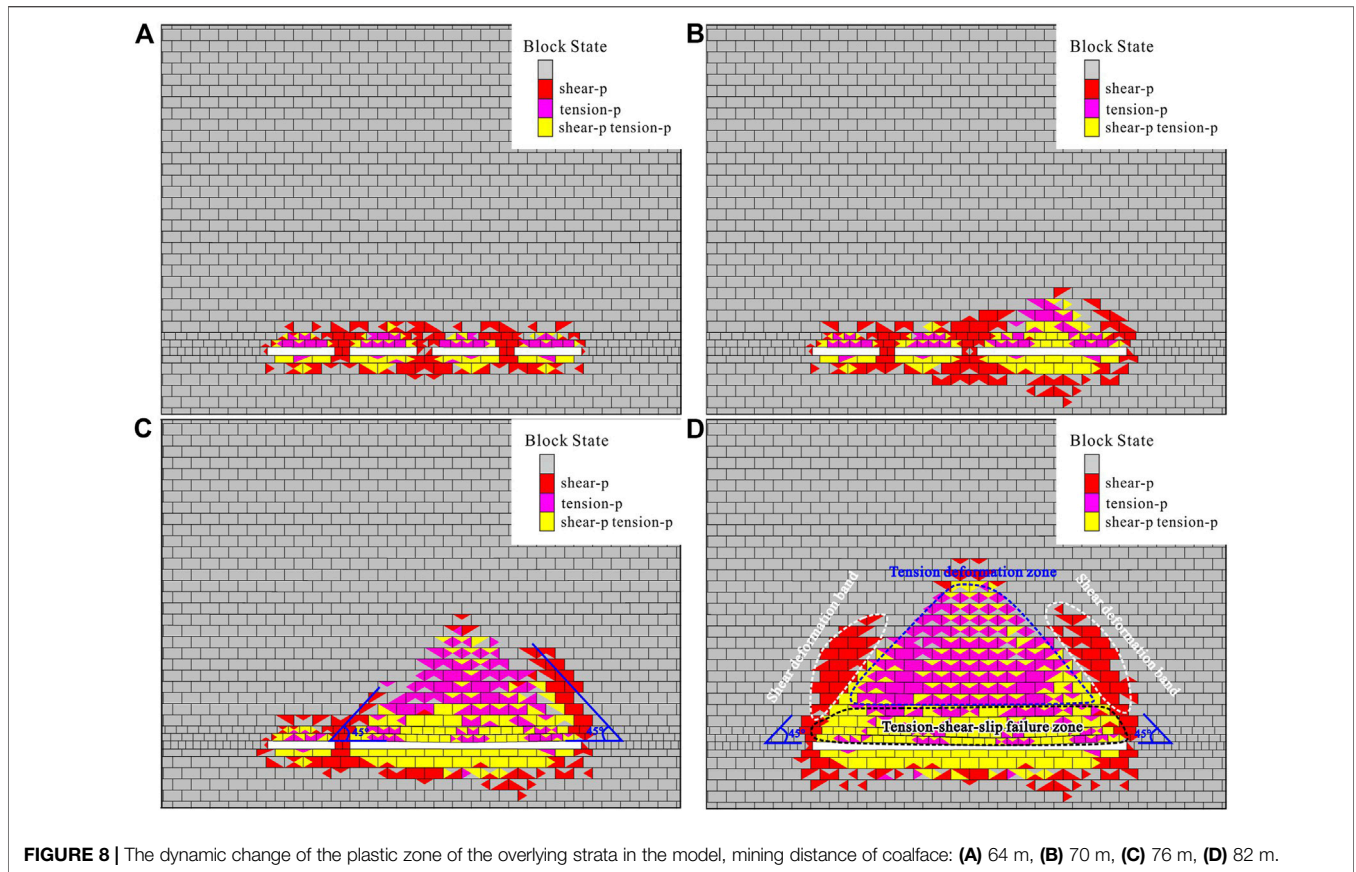 A
Block State
shear-p
tension-p
shear-p tension-p
B
Block State
shear-p
tension-p
shear-p tension-p
C
Block State
shear-p
tension-p
shear-p tension-p
45°
45°
D
Block State
shear-p
tension-p
shear-p tension-p
Tension deformation zone
Shear deformation band
Shear deformation band
Tension-shear-slip failure zone
45°
45°
FIGURE 8 | The dynamic change of the plastic zone of the overlying strata in the model, mining distance of coalface: (A) 64 m, (B) 70 m, (C) 76 m, (D) 82 m.